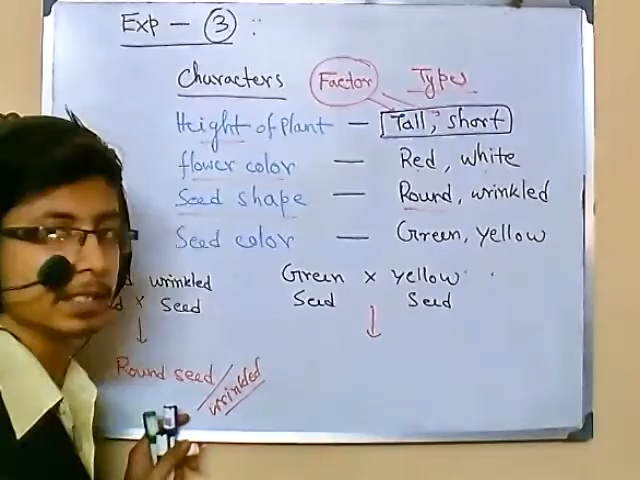 Exp - 3 :
Characters Factor Types
Height of Plant - Tall, short
flower color - Red, white
Seed shape - Round, wrinkled
Seed color - Green, yellow
wrinkled Green x yellow
x Seed Seed Seed
Round seed/wrinkled